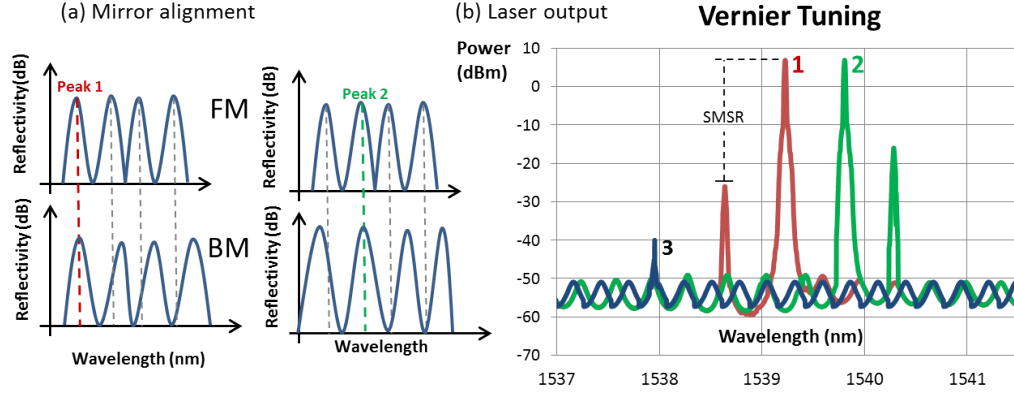 (a) Mirror alignment
Reflectivity(dB)
Peak 1
FM
Reflectivity (dB)
Peak 2
Reflectivity (dB)
BM
Reflectivity (dB)
Wavelength (nm)
Wavelength
(b) Laser output
Vernier Tuning
Power
(dBm)
10
0
-10
-20
-30
-40
-50
-60
-70
1
2
SMSR
3
Wavelength (nm)
1537
1538
1539
1540
1541